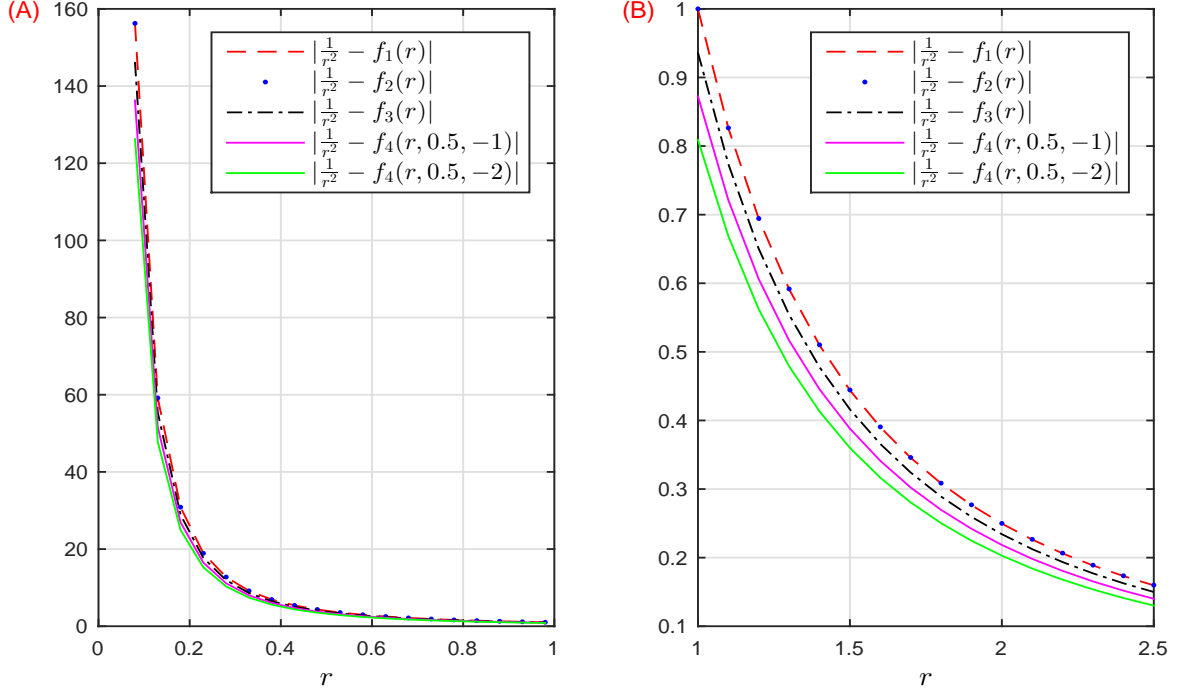 (A)
160
140
120
100
80
60
40
20
0
0 0.2 0.4 0.6 0.8 1
r
|1/r² − f₁(r)|
|1/r² − f₂(r)|
|1/r² − f₃(r)|
|1/r² − f₄(r, 0.5, −1)|
|1/r² − f₄(r, 0.5, −2)|
(B)
1
0.9
0.8
0.7
0.6
0.5
0.4
0.3
0.2
0.1
1 1.5 2 2.5
r
|1/r² − f₁(r)|
|1/r² − f₂(r)|
|1/r² − f₃(r)|
|1/r² − f₄(r, 0.5, −1)|
|1/r² − f₄(r, 0.5, −2)|